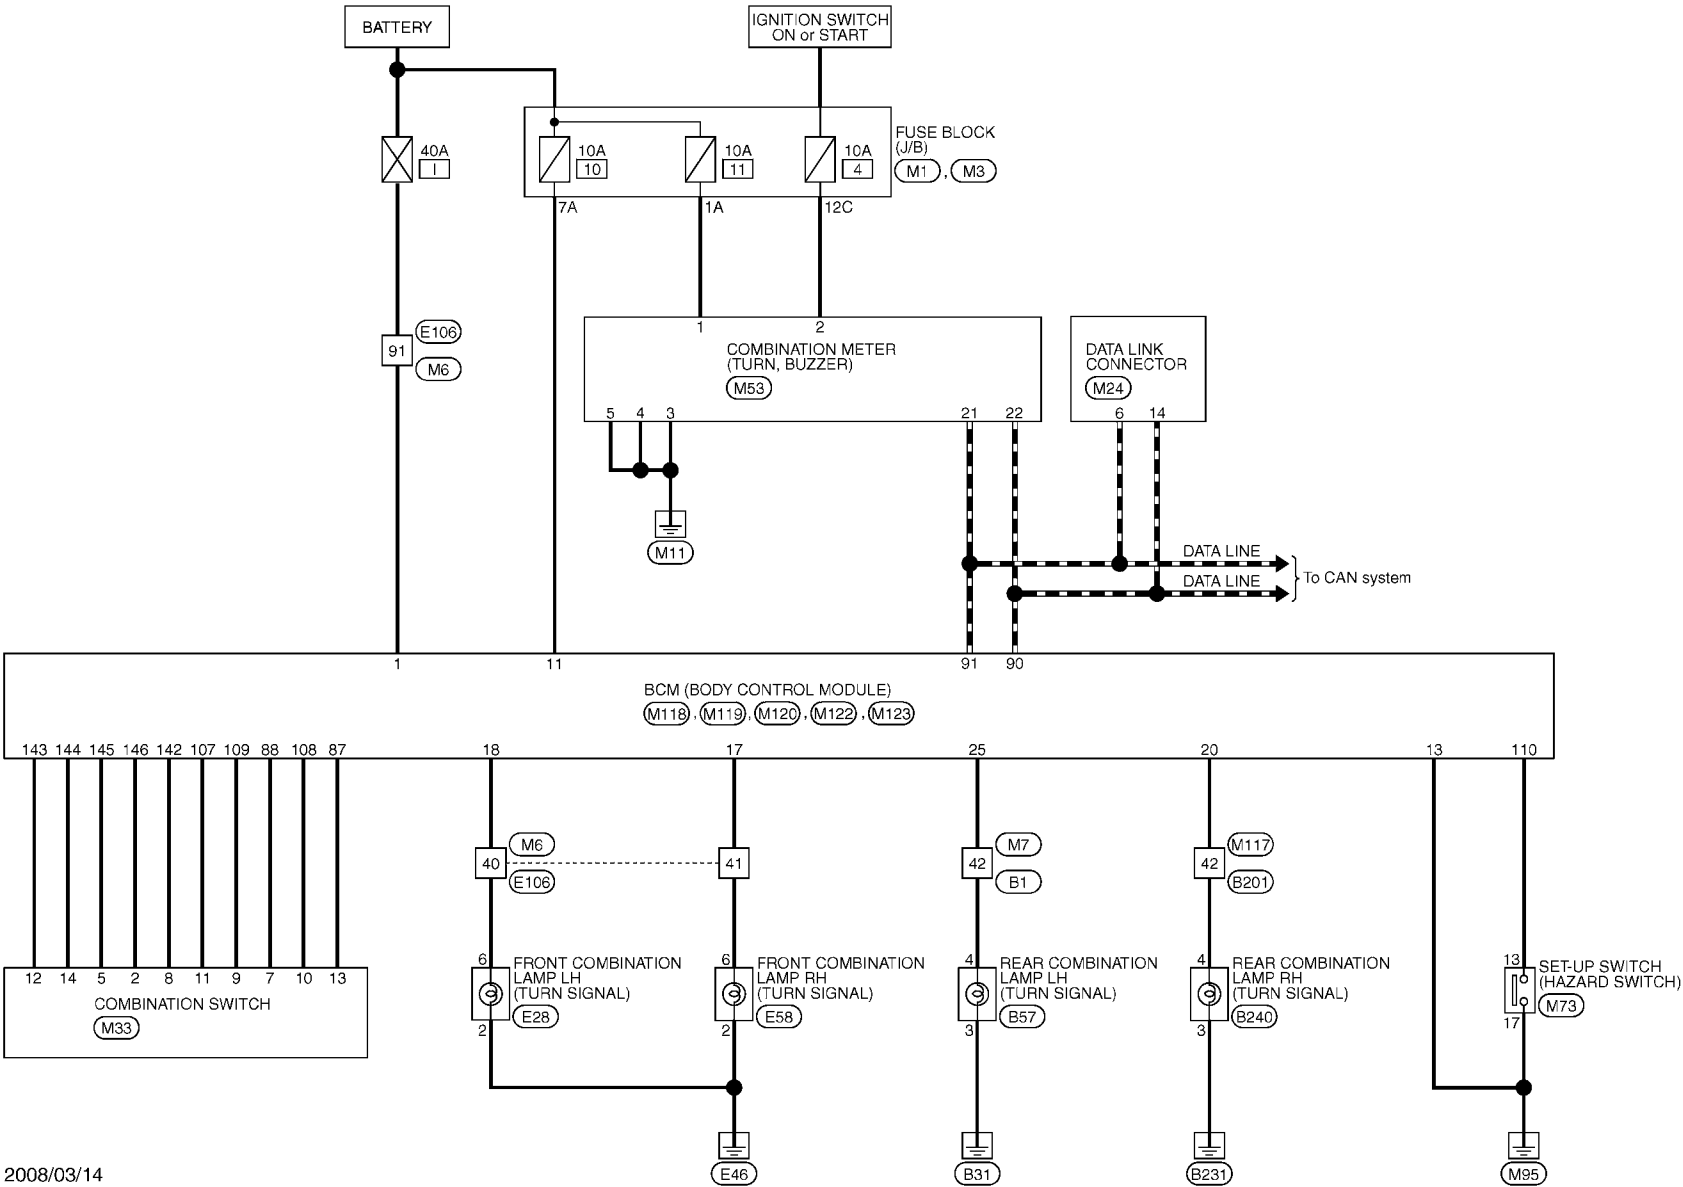 BATTERY
IGNITION SWITCH
ON or START
40A
I
10A
10
10A
11
10A
4
FUSE BLOCK
(J/B)
M1 , M3
7A
1A
12C
E106
91
M6
1
2
COMBINATION METER
(TURN, BUZZER)
M53
5 4 3
21 22
DATA LINK
CONNECTOR
M24
6 14
M11
DATA LINE
DATA LINE
To CAN system
1
11
91 90
BCM (BODY CONTROL MODULE)
M118 , M119 , M120 , M122 , M123
143 144 145 146 142 107 109 88 108 87
18
17
25
20
13
110
M6
40
E106
41
M7
42
B1
M117
42
B201
12 14 5 2 8 11 9 7 10 13
COMBINATION SWITCH
M33
6
FRONT COMBINATION
LAMP LH
(TURN SIGNAL)
E28
2
6
FRONT COMBINATION
LAMP RH
(TURN SIGNAL)
E58
2
4
REAR COMBINATION
LAMP LH
(TURN SIGNAL)
B57
3
4
REAR COMBINATION
LAMP RH
(TURN SIGNAL)
B240
3
13
SET-UP SWITCH
(HAZARD SWITCH)
M73
17
E46
B31
B231
M95
2008/03/14